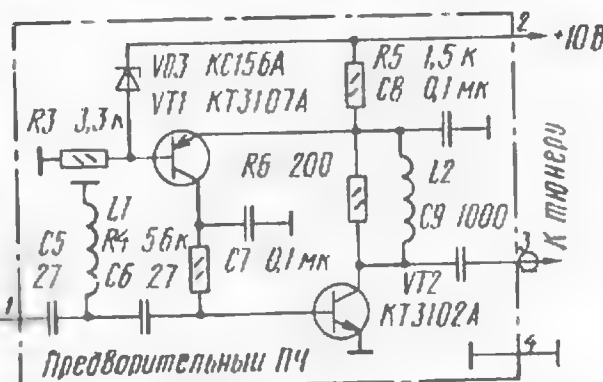 2
+10В
VD3 КС156А
R5 1,5 к
VT1 КТ3107А
C8 0,1 мк
R3 3,3 к
R6 200
L2
L1
C9 1000
К тюнеру
C5
R4 56к
27
C6 27
C7 0,1 мк
3
1
VT2
КТ3102А
4
Предворительный ПЧ